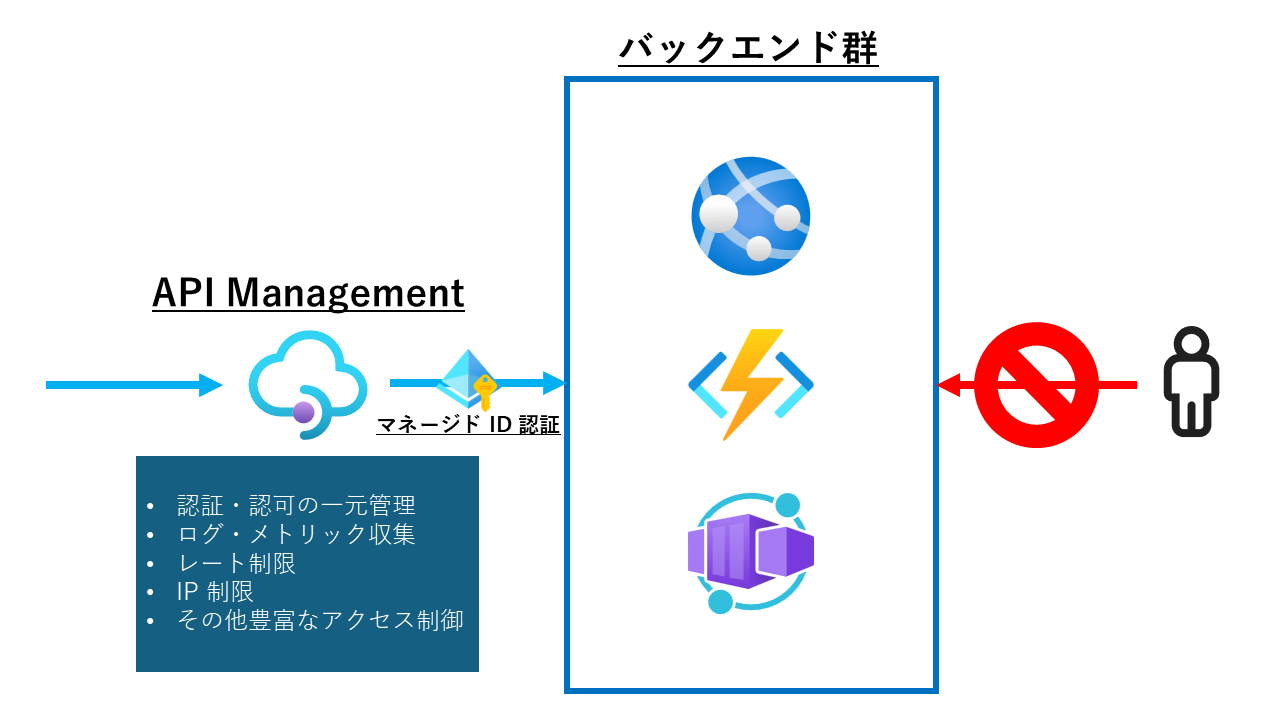 バックエンド群
API Management
マネージド ID 認証
• 認証・認可の一元管理
• ログ・メトリック収集
• レート制限
• IP 制限
• その他豊富なアクセス制御